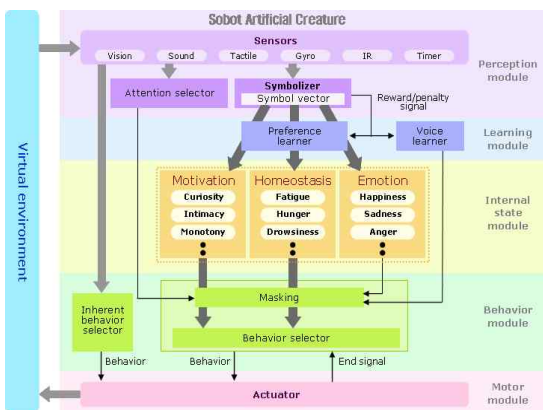 Sobot Artificial Creature
Sensors
Vision
Sound
Tactile
Gyro
IR
Timer
Perception
module
Attention selector
Symbolizer
Symbol vector
Reward/penalty
signal
Preference
learner
Voice
learner
Learning
module
Virtual environment
Motivation
Homeostasis
Emotion
Curiosity
Fatigue
Happiness
Intimacy
Hunger
Sadness
Monotony
Drowsiness
Anger
Internal
state
module
Masking
Inherent
behavior
selector
Behavior selector
Behavior
module
Behavior
Behavior
End signal
Actuator
Motor
module